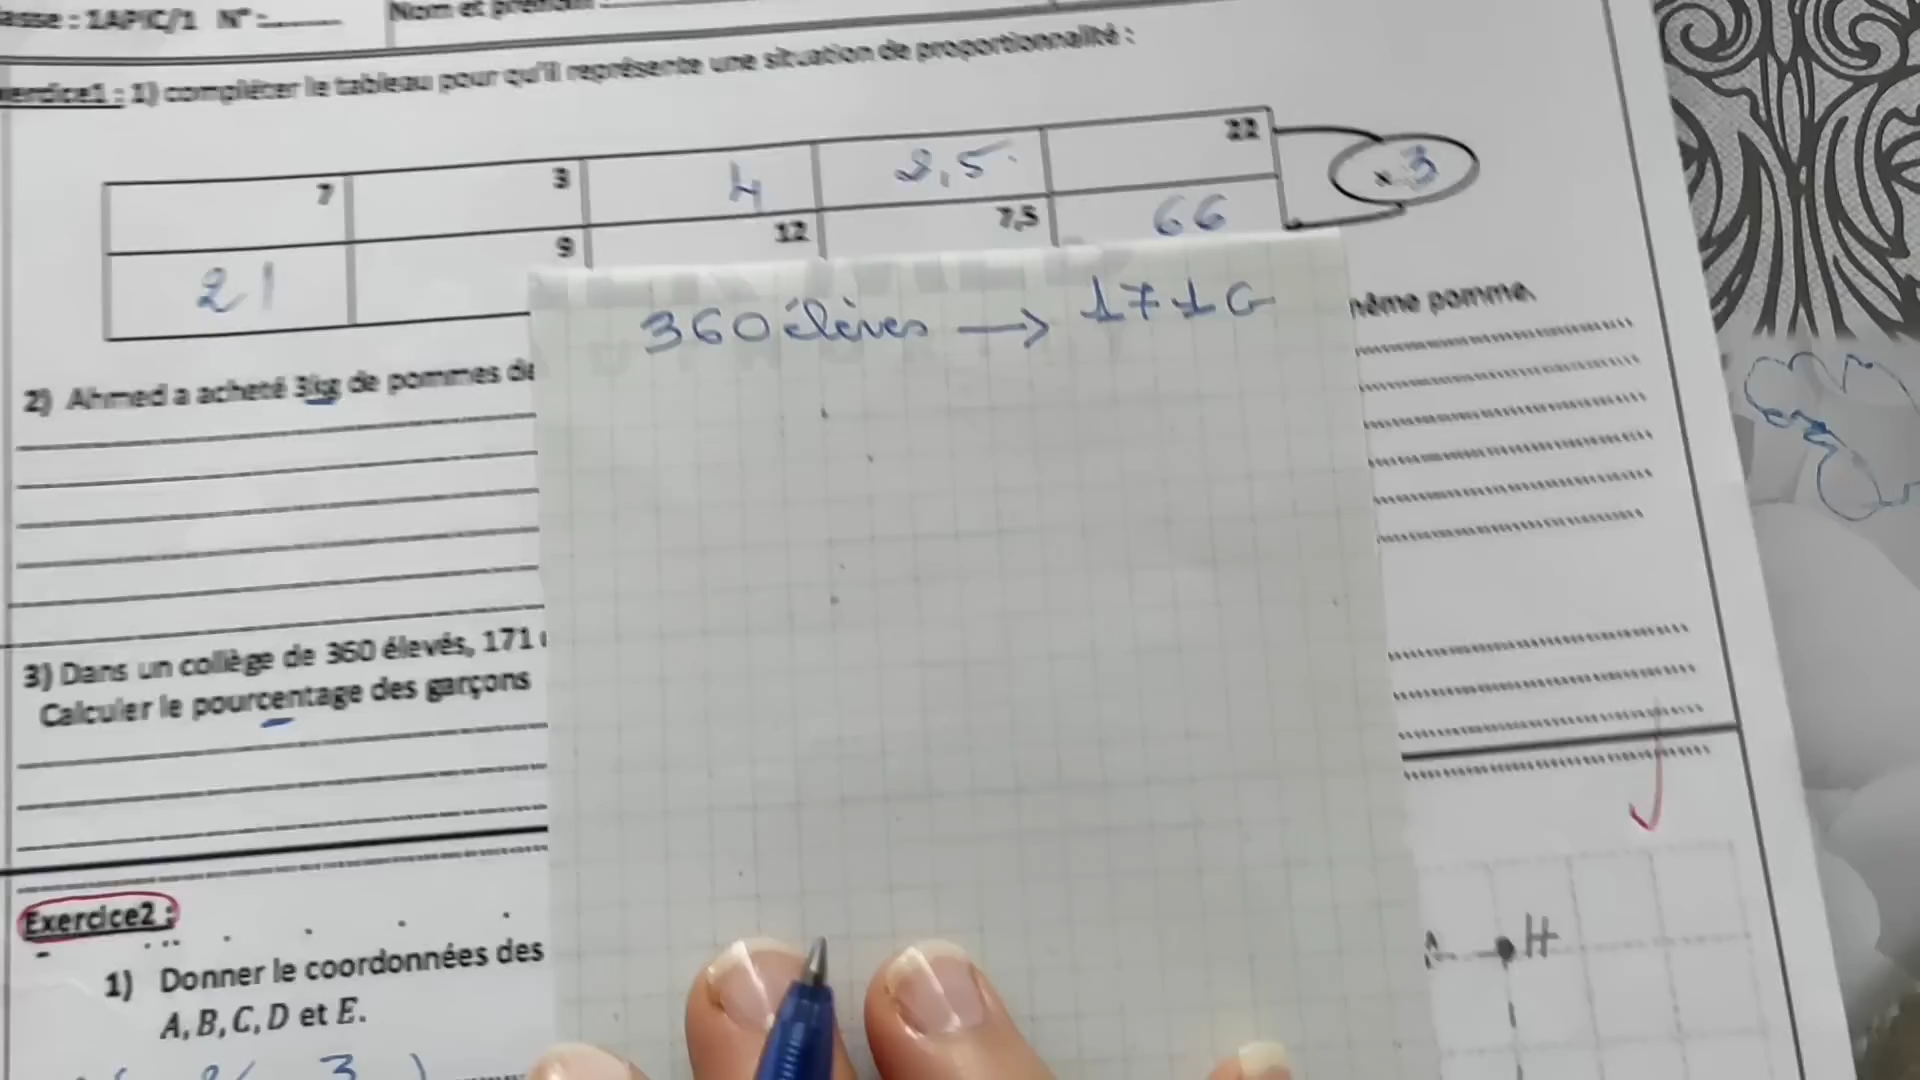 asse : 1APIC/1 N° :
Nom et prénom :
ercice1 : 1) compléter le tableau pour qu'il représente une situation de proportionnalité :
7 3 4 2,5 22
21 9 12 7,5 66
× 3
360 élèves → 171 G
2) Ahmed a acheté 3kg de pommes de
même pomme.
3) Dans un collège de 360 élevés, 171
Calculer le pourcentage des garçons
Exercice2 :
1) Donner le coordonnées des
A, B, C, D et E.
H